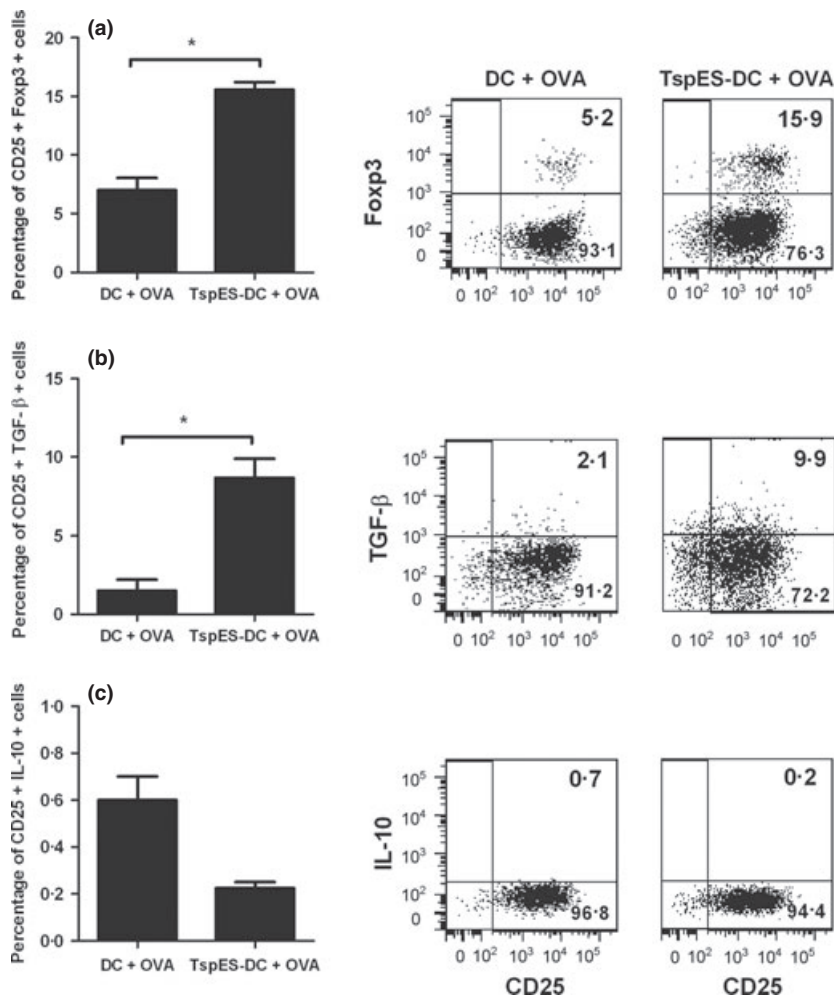 (a)
Percentage of CD25 + Foxp3 + cells
20
15
10
5
0
*
DC + OVA
TspES-DC + OVA
DC + OVA
TspES-DC + OVA
Foxp3
10⁵
10⁴
10³
10²
0
5·2
93·1
15·9
76·3
0 10² 10³ 10⁴ 10⁵
0 10² 10³ 10⁴ 10⁵
(b)
Percentage of CD25 + TGF- β + cells
15
10
5
0
*
DC + OVA
TspES-DC + OVA
TGF-β
10⁵
10⁴
10³
10²
0
2·1
91·2
9·9
72·2
0 10² 10³ 10⁴ 10⁵
0 10² 10³ 10⁴ 10⁵
(c)
Percentage of CD25 + IL-10 + cells
1·0
0·8
0·6
0·4
0·2
0·0
DC + OVA
TspES-DC + OVA
IL-10
10⁵
10⁴
10³
10²
0
0·7
96·8
0·2
94·4
0 10² 10³ 10⁴ 10⁵
0 10² 10³ 10⁴ 10⁵
CD25
CD25